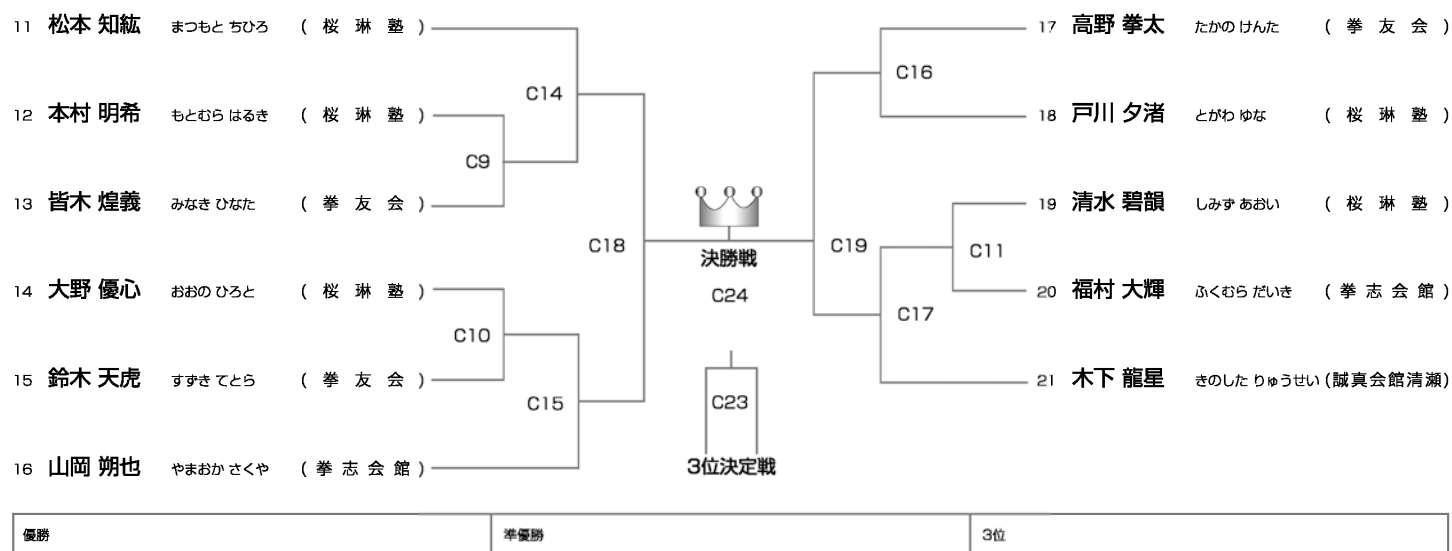 11 松本 知紘 まつもと ちひろ ( 桜 琳 塾 )
12 本村 明希 もとむら はるき ( 桜 琳 塾 )
13 皆木 煌義 みなき ひなた ( 拳 友 会 )
14 大野 優心 おおの ひろと ( 桜 琳 塾 )
15 鈴木 天虎 すずき てとら ( 拳 友 会 )
16 山岡 朔也 やまおか さくや ( 拳 志 会 館 )
C14
C9
C18
C10
C15
決勝戦
C24
C23
3位決定戦
17 高野 拳太 たかの けんた ( 拳 友 会 )
18 戸川 夕渚 とがわ ゆな ( 桜 琳 塾 )
19 清水 碧韻 しみず あおい ( 桜 琳 塾 )
20 福村 大輝 ふくむら だいき ( 拳 志 会 館 )
21 木下 龍星 きのした りゅうせい (誠真会館清瀬)
C16
C19
C11
C17
優勝
準優勝
3位